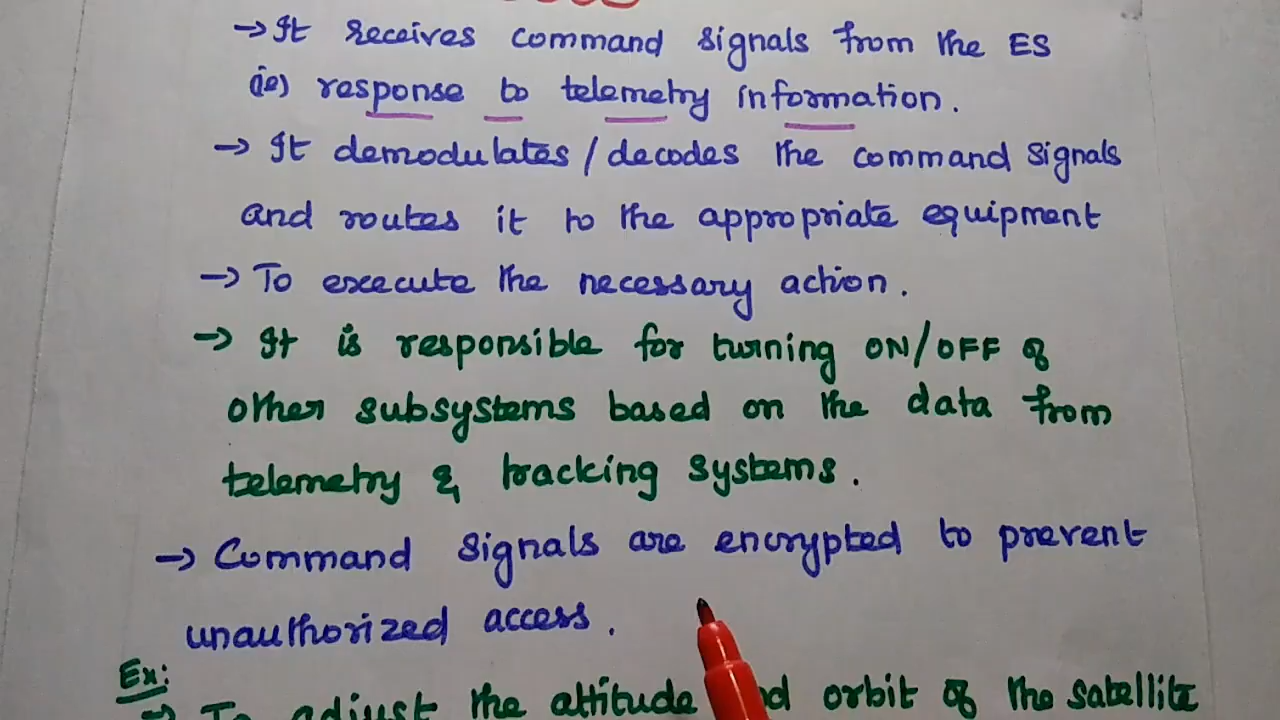 → It receives command signals from the ES
(ie) response to telemetry information.
→ It demodulates/decodes the command signals
and routes it to the appropriate equipment
→ To execute the necessary action.
→ It is responsible for turning ON/OFF of
other subsystems based on the data from
telemetry & tracking systems.
→ Command signals are encrypted to prevent
unauthorized access.
Ex:
→ To adjust the attitude orbit of the satellite